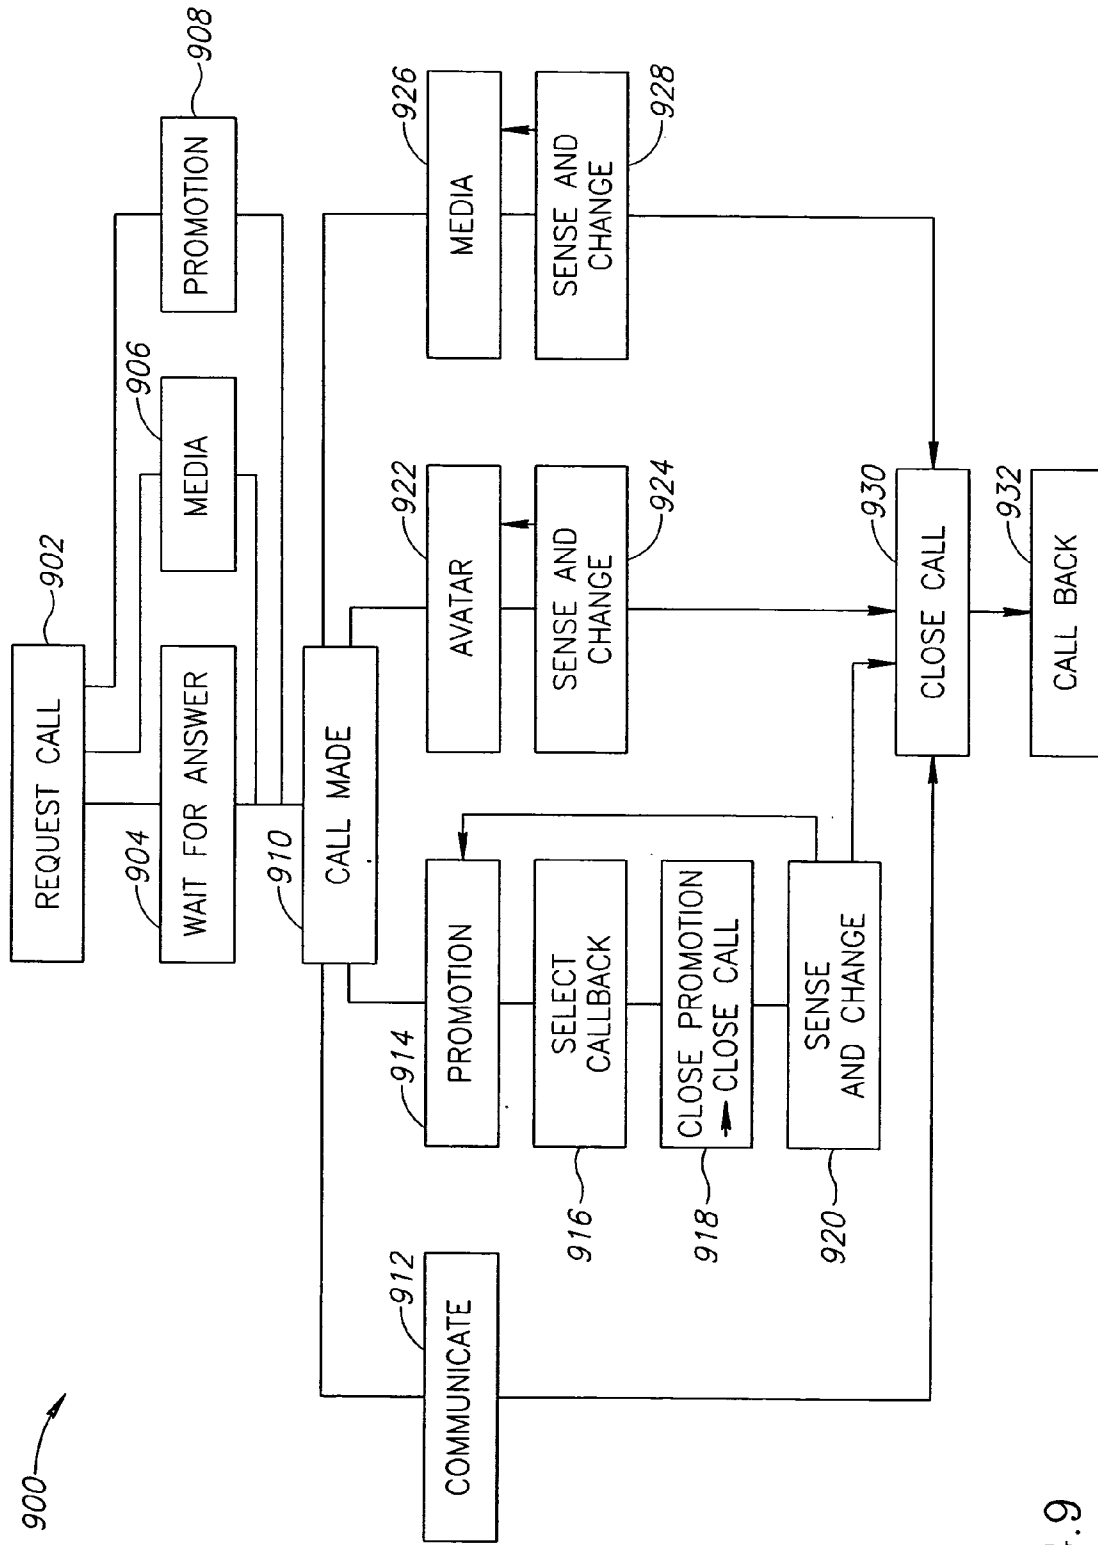 900
REQUEST CALL
902
904
WAIT FOR ANSWER
MEDIA
906
PROMOTION
908
910
CALL MADE
COMMUNICATE
912
914
PROMOTION
916
SELECT
CALLBACK
918
CLOSE PROMOTION
CLOSE CALL
920
SENSE
AND CHANGE
AVATAR
922
SENSE AND
CHANGE
924
MEDIA
926
SENSE AND
CHANGE
928
CLOSE CALL
930
CALL BACK
932
.9